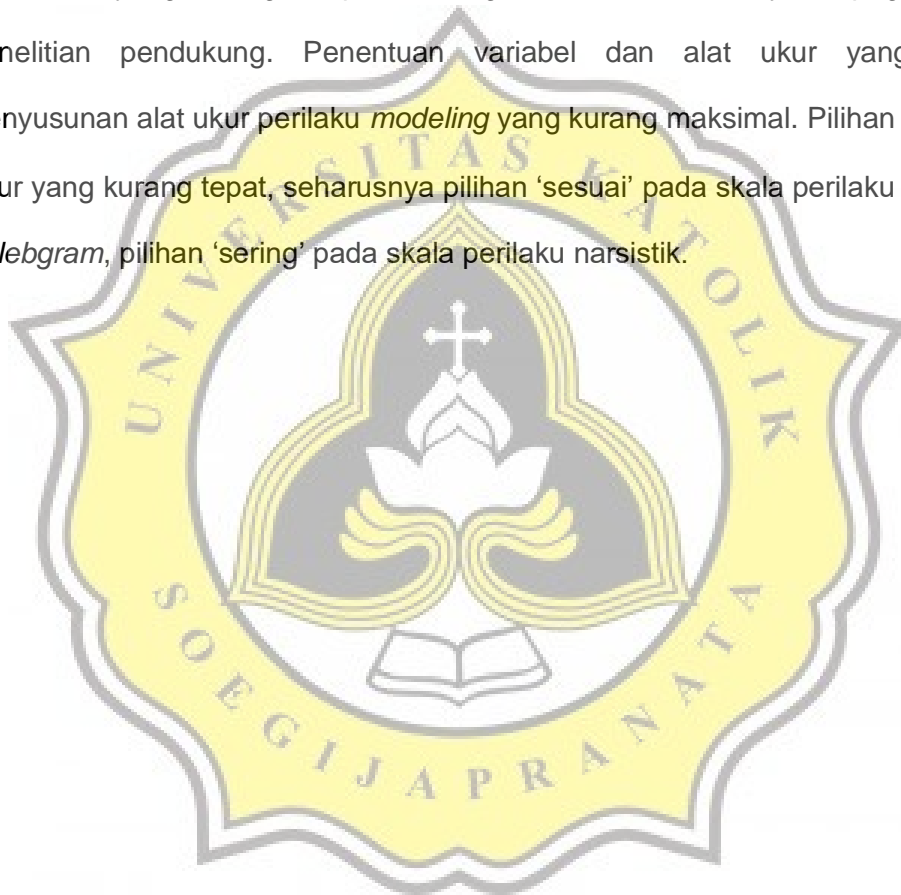 nelitian pendukung. Penentuan variabel dan alat ukur yang
nyusunan alat ukur perilaku modeling yang kurang maksimal. Pilihan
ur yang kurang tepat, seharusnya pilihan ‘sesuai’ pada skala perilaku
lebgram, pilihan ‘sering’ pada skala perilaku narsistik.
UNIVERSITAS KATOLIK
SOEGIJAPRANATA